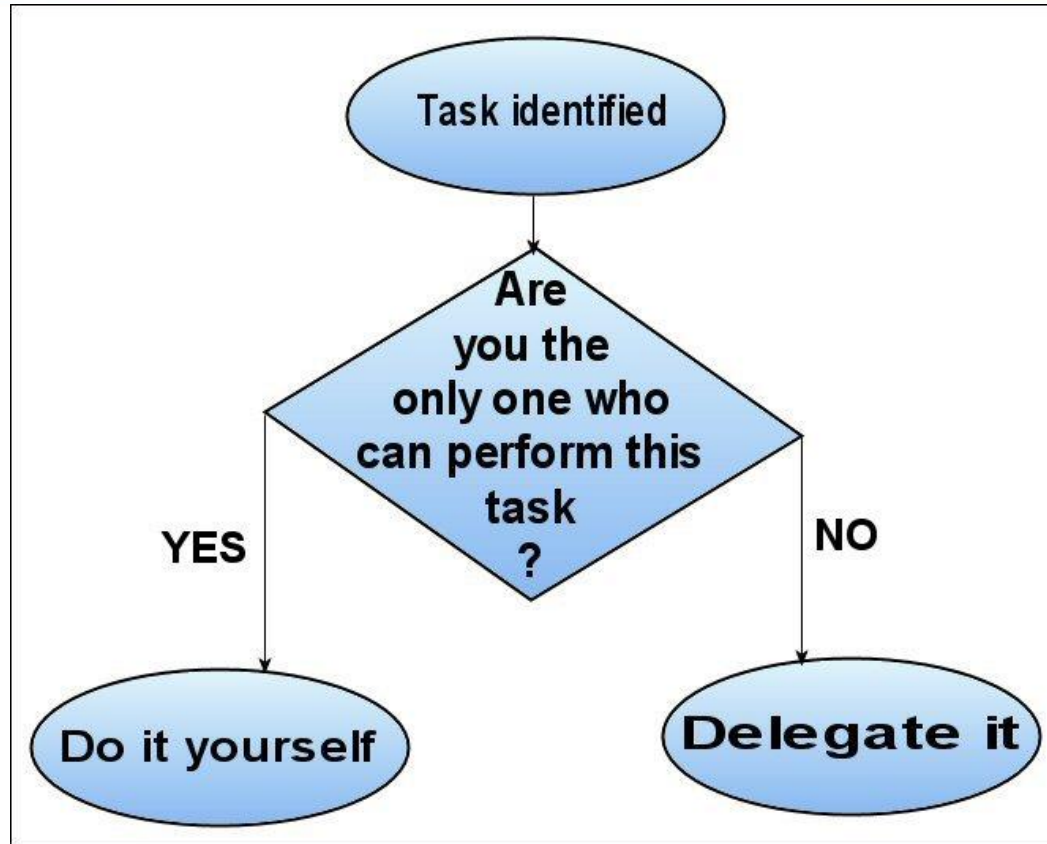 Task identified
Are
you the
only one who
can perform this
task
?
YES
NO
Do it yourself
Delegate it